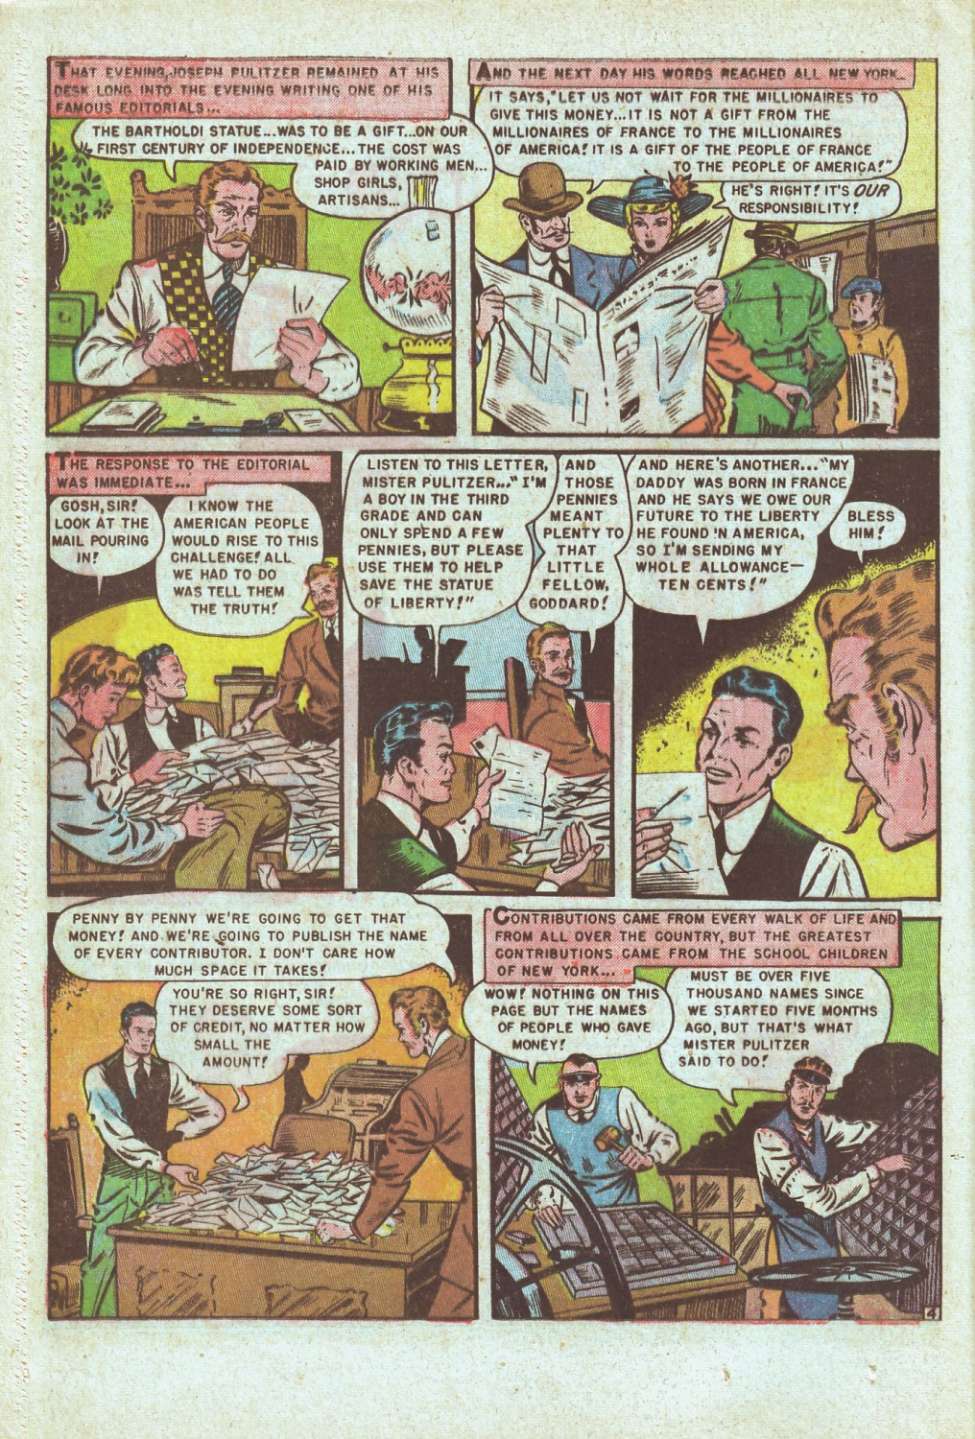 THAT EVENING, JOSEPH PULITZER REMAINED AT HIS
DESK LONG INTO THE EVENING WRITING ONE OF HIS
FAMOUS EDITORIALS...
THE BARTHOLDI STATUE...WAS TO BE A GIFT...ON OUR
FIRST CENTURY OF INDEPENDENCE...THE COST WAS
PAID BY WORKING MEN...
SHOP GIRLS,
ARTISANS...
AND THE NEXT DAY HIS WORDS REACHED ALL NEW YORK...
IT SAYS, "LET US NOT WAIT FOR THE MILLIONAIRES TO
GIVE THIS MONEY...IT IS NOT A GIFT FROM THE
MILLIONAIRES OF FRANCE TO THE MILLIONAIRES
OF AMERICA! IT IS A GIFT OF THE PEOPLE OF FRANCE
TO THE PEOPLE OF AMERICA!"
HE'S RIGHT! IT'S OUR
RESPONSIBILITY!
THE RESPONSE TO THE EDITORIAL
WAS IMMEDIATE...
GOSH, SIR!
LOOK AT THE
MAIL POURING
IN!
I KNOW THE
AMERICAN PEOPLE
WOULD RISE TO THIS
CHALLENGE! ALL
WE HAD TO DO
WAS TELL THEM
THE TRUTH!
LISTEN TO THIS LETTER,
MISTER PULITZER..."I'M
A BOY IN THE THIRD
GRADE AND CAN
ONLY SPEND A FEW
PENNIES, BUT PLEASE
USE THEM TO HELP
SAVE THE STATUE
OF LIBERTY!"
AND
THOSE
PENNIES
MEANT
PLENTY TO
THAT
LITTLE
FELLOW,
GODDARD!
AND HERE'S ANOTHER..."MY
DADDY WAS BORN IN FRANCE
AND HE SAYS WE OWE OUR
FUTURE TO THE LIBERTY
HE FOUND 'N AMERICA,
SO I'M SENDING MY
WHOLE ALLOWANCE—
TEN CENTS!"
BLESS
HIM!
PENNY BY PENNY WE'RE GOING TO GET THAT
MONEY! AND WE'RE GOING TO PUBLISH THE NAME
OF EVERY CONTRIBUTOR. I DON'T CARE HOW
MUCH SPACE IT TAKES!
YOU'RE SO RIGHT, SIR!
THEY DESERVE SOME SORT
OF CREDIT, NO MATTER HOW
SMALL THE
AMOUNT!
CONTRIBUTIONS CAME FROM EVERY WALK OF LIFE AND
FROM ALL OVER THE COUNTRY, BUT THE GREATEST
CONTRIBUTIONS CAME FROM THE SCHOOL CHILDREN
OF NEW YORK...
WOW! NOTHING ON THIS
PAGE BUT THE NAMES
OF PEOPLE WHO GAVE
MONEY!
MUST BE OVER FIVE
THOUSAND NAMES SINCE
WE STARTED FIVE MONTHS
AGO, BUT THAT'S WHAT
MISTER PULITZER
SAID TO DO!
4